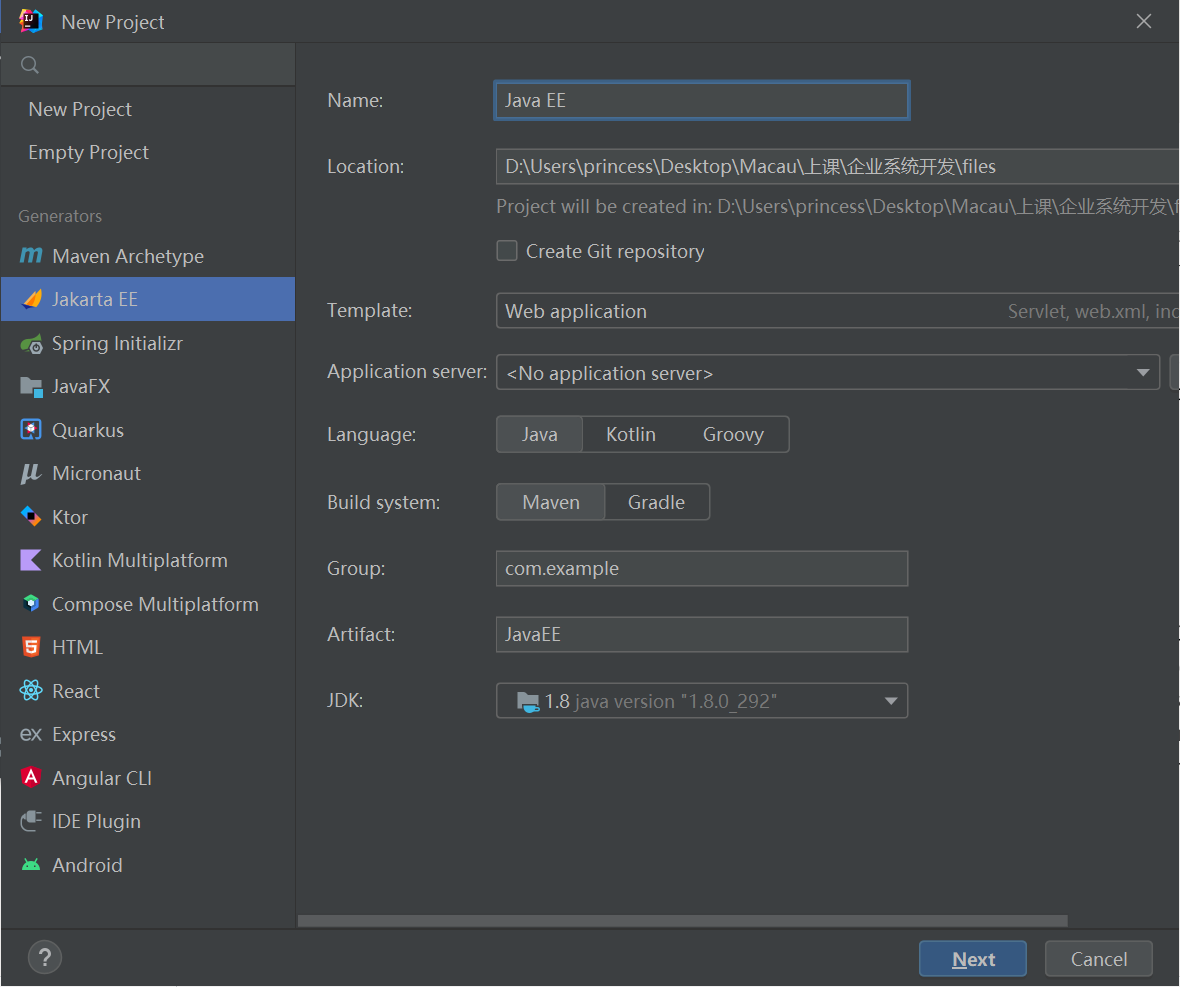 New Project
New Project
Empty Project
Generators
Maven Archetype
Jakarta EE
Spring Initializr
JavaFX
Quarkus
Micronaut
Ktor
Kotlin Multiplatform
Compose Multiplatform
HTML
React
ex Express
Angular CLI
IDE Plugin
Android
Name: Java EE
Location: D:\Users\princess\Desktop\Macau\上课\企业系统开发\files
Project will be created in: D:\Users\princess\Desktop\Macau\上课\企业系统开发\
Create Git repository
Template: Web application Servlet, web.xml,
Application server: <No application server>
Language: Java Kotlin Groovy
Build system: Maven Gradle
Group: com.example
Artifact: JavaEE
JDK: 1.8 java version "1.8.0_292"
? Next Cancel